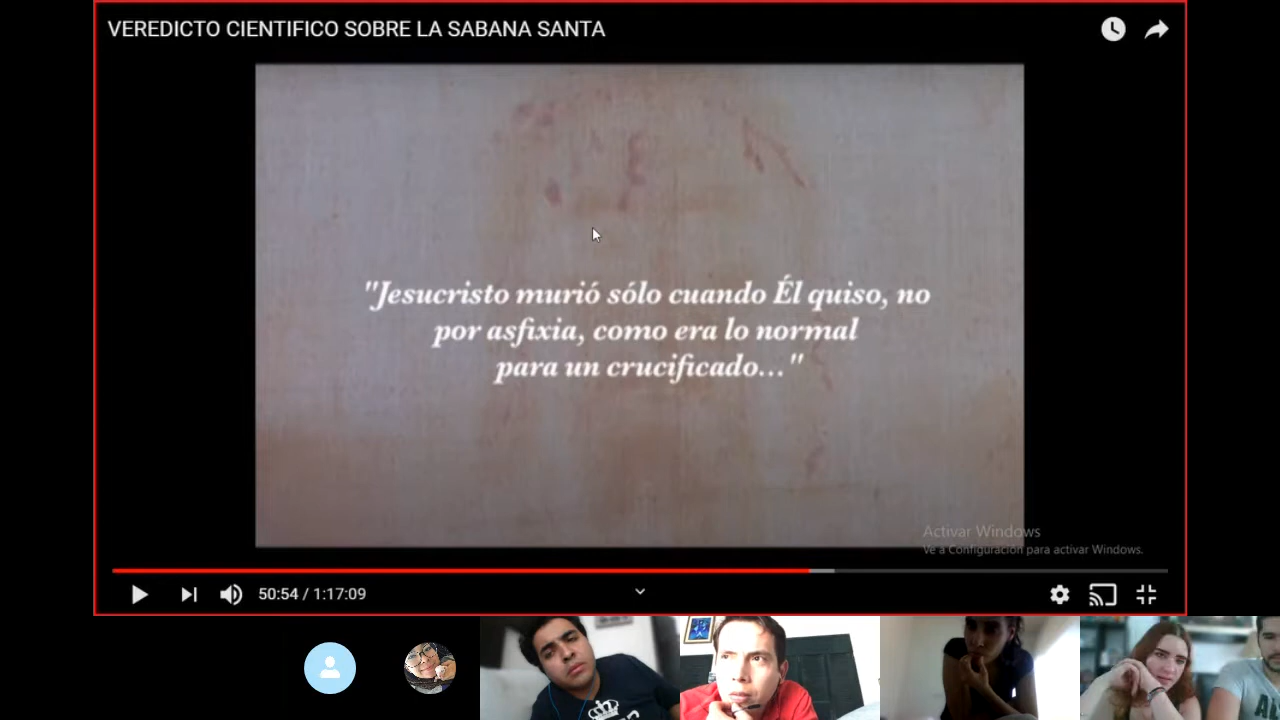 VEREDICTO CIENTIFICO SOBRE LA SABANA SANTA
"Jesucristo murió sólo cuando Él quiso, no
por asfixia, como era lo normal
para un crucificado..."
Activar Windows
Ve a Configuración para activar Windows.
50:54 / 1:17:09